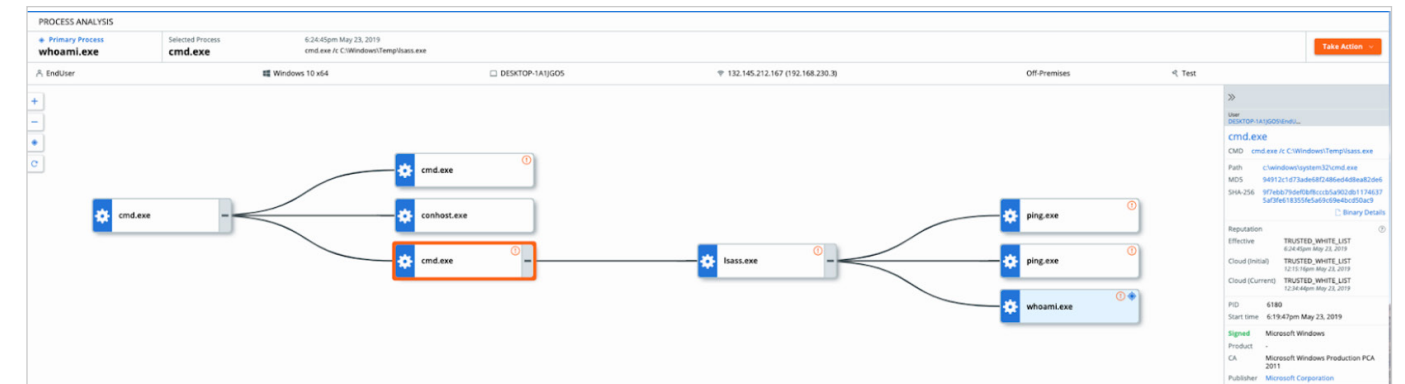 PROCESS ANALYSIS
Primary Process
whoami.exe
Selected Process
cmd.exe
6:24:45pm May 23, 2019
cmd.exe /c C:\Windows\Temp\lsass.exe
Take Action
EndUser
Windows 10 x64
DESKTOP-1A1JGO5
132.145.212.167 (192.168.230.3)
Off-Premises
Test
cmd.exe
cmd.exe
conhost.exe
cmd.exe
lsass.exe
ping.exe
ping.exe
whoami.exe
User
DESKTOP-1A1JGO5\EndU...
cmd.exe
CMD cmd.exe /c C:\Windows\Temp\lsass.exe
Path c:\windows\system32\cmd.exe
MD5 94912c1d73ade68f2486ed4d8ea82de6
SHA-256
Binary Details
Reputation
Effective TRUSTED_WHITE_LIST
6:24:45pm May 23, 2019
Cloud (Initial) TRUSTED_WHITE_LIST
12:15:16pm May 23, 2019
Cloud (Current) TRUSTED_WHITE_LIST
12:34:44pm May 23, 2019
PID 6180
Start time 6:19:47pm May 23, 2019
Signed Microsoft Windows
Product -
CA Microsoft Windows Production PCA
2011
Publisher Microsoft Corporation